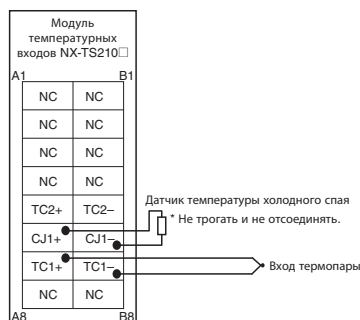 Модуль
температурных
входов NX-TS210□
A1 B1
NC NC
NC NC
NC NC
NC NC
TC2+ TC2–
Датчик температуры холодного спая
* Не трогать и не отсоединять.
CJ1+ CJ1–
TC1+ TC1–
Вход термопары
NC NC
A8 B8